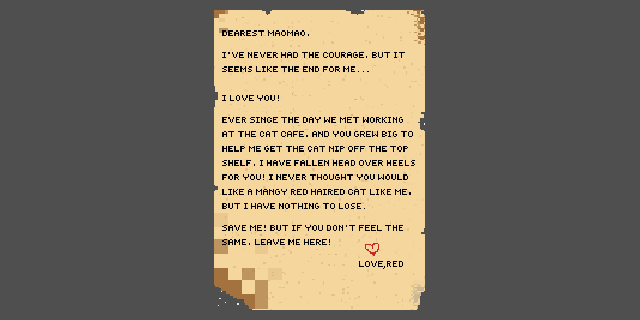 DEAREST MAOMAO.
I'VE NEVER HAD THE COURAGE. BUT IT
SEEMS LIKE THE END FOR ME...
I LOVE YOU!
EVER SINCE THE DAY WE MET WORKING
AT THE CAT CAFE. AND YOU GREW BIG TO
HELP ME GET THE CAT NIP OFF THE TOP
SHELF. I HAVE FALLEN HEAD OVER HEELS
FOR YOU! I NEVER THOUGHT YOU WOULD
LIKE A MANGY RED HAIRED CAT LIKE ME.
BUT I HAVE NOTHING TO LOSE.
SAVE ME! BUT IF YOU DON'T FEEL THE
SAME. LEAVE ME HERE!
LOVE,RED